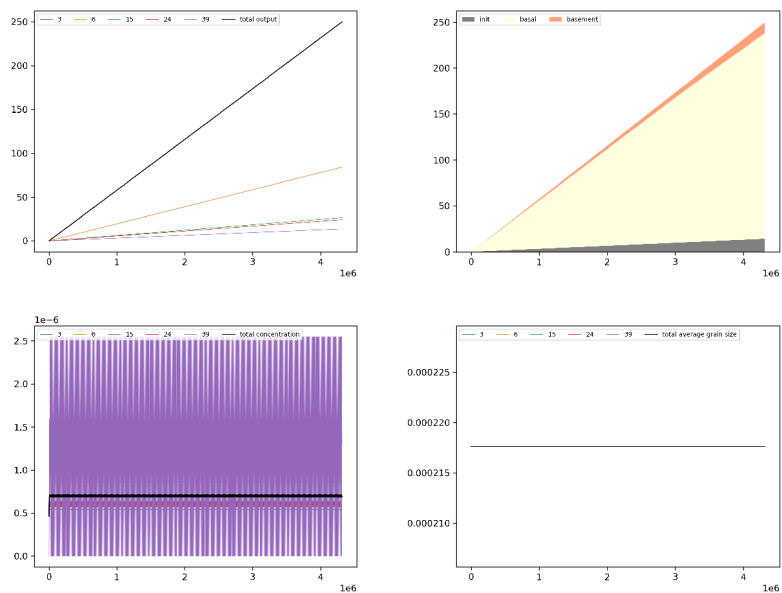 3 6 15 24 39 total output
250
200
150
100
50
0
0 1 2 3 4
1e6
init basal basement
250
200
150
100
50
0
0 1 2 3 4
1e6
1e−6
3 6 15 24 39 total concentration
2.5
2.0
1.5
1.0
0.5
0.0
0 1 2 3 4
1e6
3 6 15 24 39 total average grain size
0.000225
0.000220
0.000215
0.000210
0 1 2 3 4
1e6